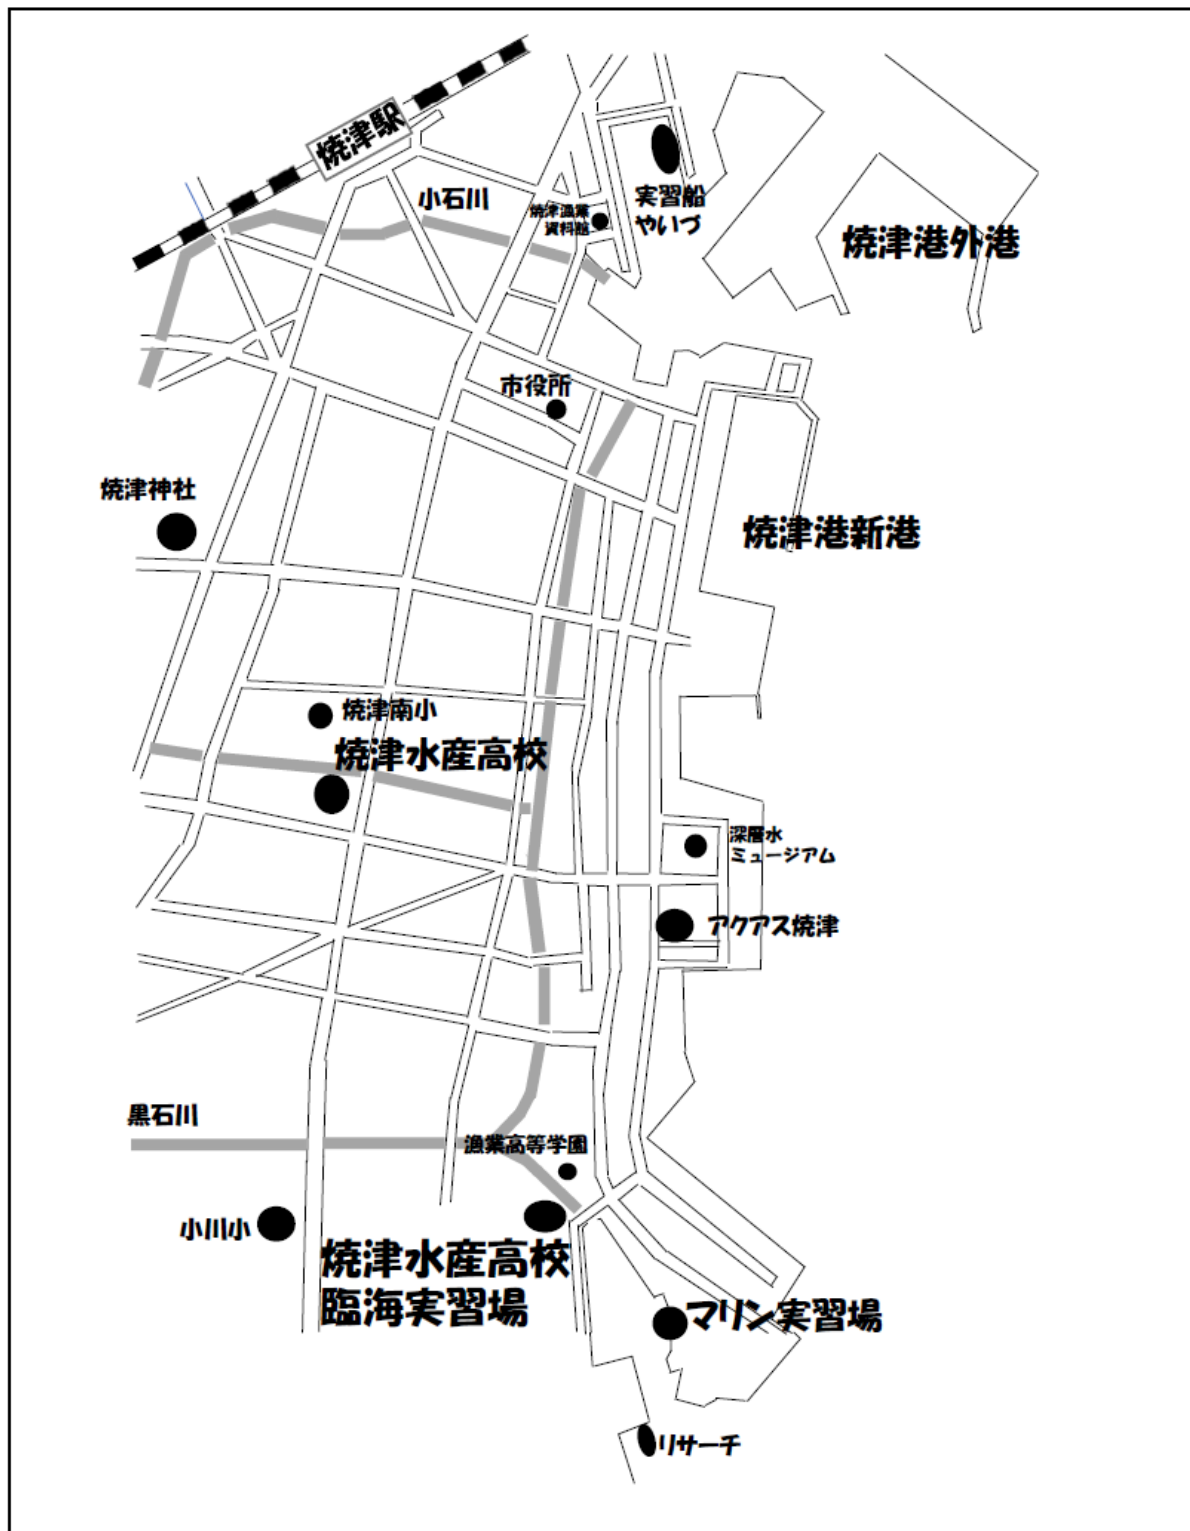 焼津駅
小石川
実習船
やいづ
焼津漁業
資料館
焼津港外港
市役所
焼津神社
焼津港新港
焼津南小
焼津水産高校
深層水
ミュージアム
アクアス焼津
黒石川
漁業高等学園
小川小
焼津水産高校
臨海実習場
マリン実習場
リサーチ